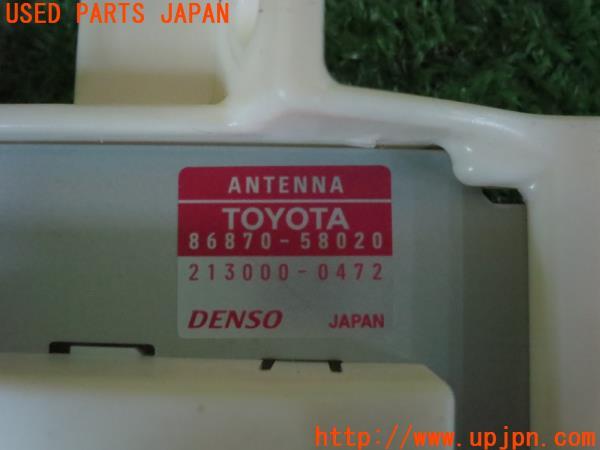 USED PARTS JAPAN
ANTENNA
TOYOTA
86870-58020
213000-0472
DENSO JAPAN
http://www.upjpn.com/